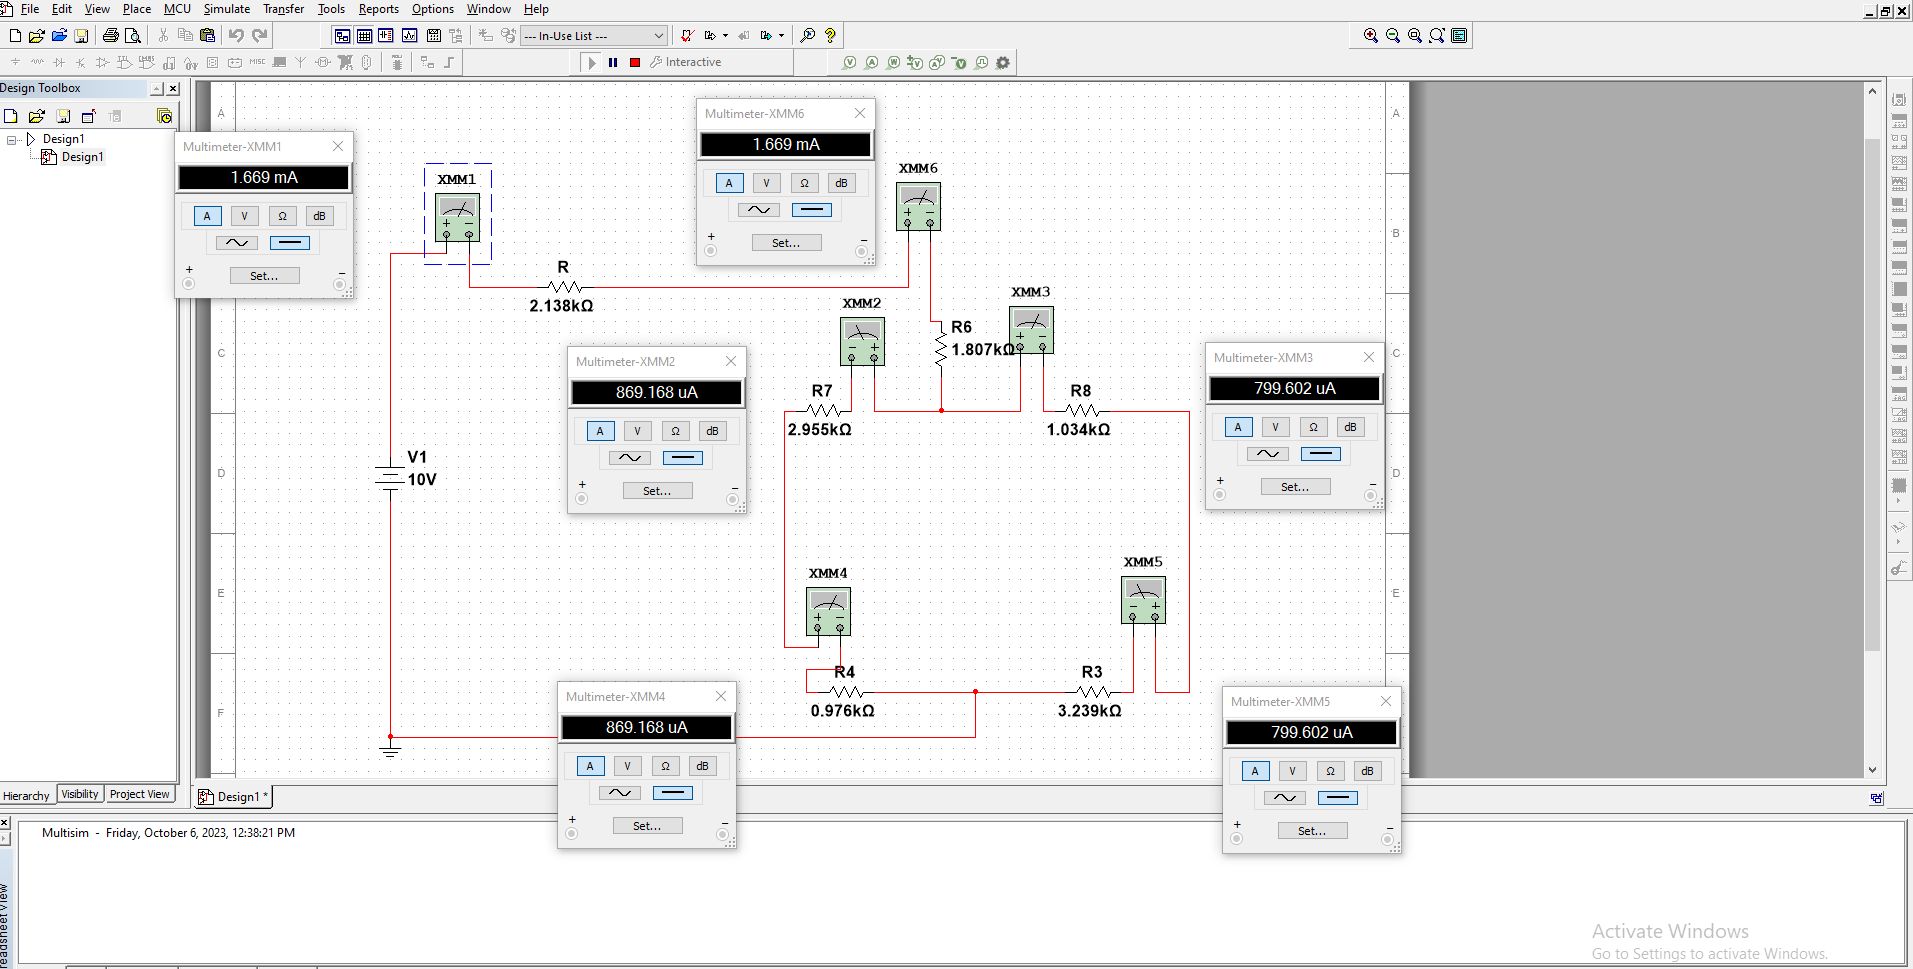 File Edit View Place MCU Simulate Transfer Tools Reports Options Window Help
--- In-Use List ---
Interactive
Design Toolbox
Design1
Design1
Hierarchy Visibility Project View
Design1 *
A
B
C
D
E
F
A
B
C
D
E
Multimeter-XMM1
1.669 mA
A V Ω dB
+ Set... −
Multimeter-XMM6
1.669 mA
A V Ω dB
+ Set... −
XMM1
+ −
XMM6
+ −
R
2.138kΩ
XMM2
− +
XMM3
+ −
R6
1.807kΩ
Multimeter-XMM2
869.168 uA
A V Ω dB
+ Set... −
Multimeter-XMM3
799.602 uA
A V Ω dB
+ Set... −
R7
2.955kΩ
R8
1.034kΩ
V1
10V
XMM4
+ −
XMM5
− +
R4
0.976kΩ
R3
3.239kΩ
Multimeter-XMM4
869.168 uA
A V Ω dB
+ Set... −
Multimeter-XMM5
799.602 uA
A V Ω dB
+ Set... −
Multisim - Friday, October 6, 2023, 12:38:21 PM
Activate Windows
Go to Settings to activate Windows.